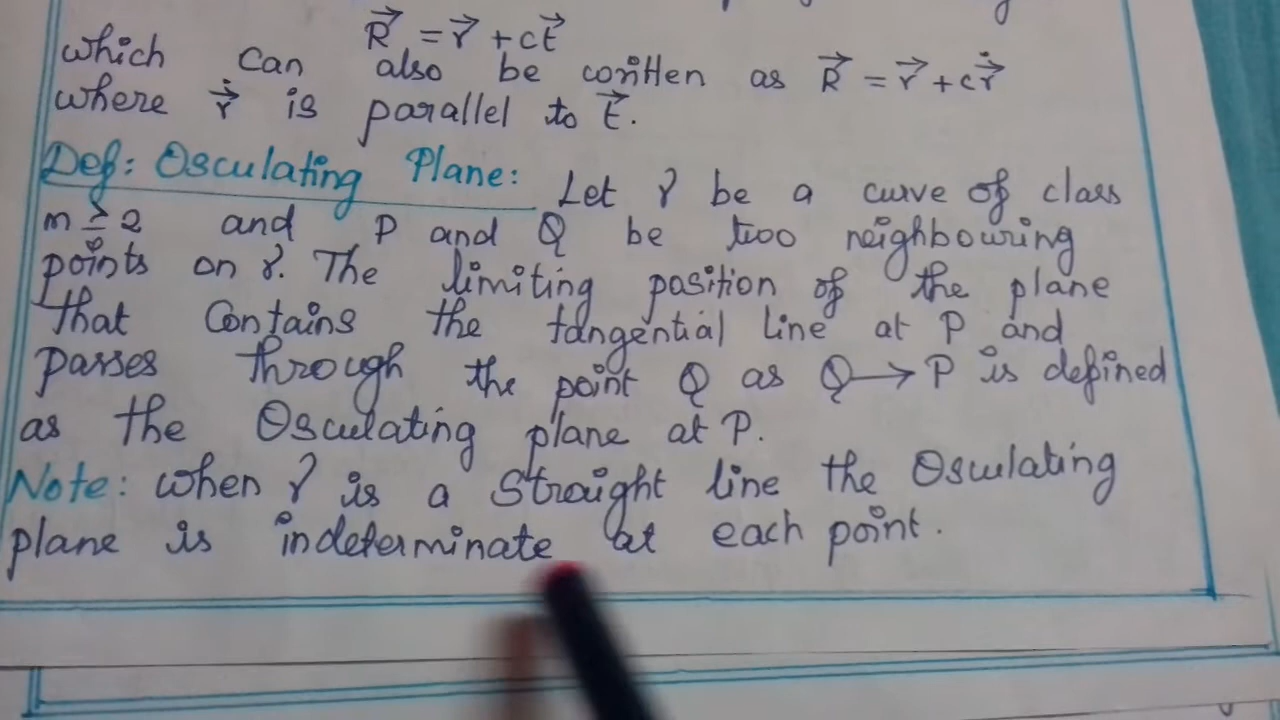 R⃗ = r⃗ + ct⃗
which can also be written as R⃗ = r⃗ + cṙ⃗
where ṙ⃗ is parallel to t⃗.
Def: Osculating Plane: Let γ be a curve of class
m ≥ 2 and P and Q be two neighbouring
points on γ. The limiting position of the plane
that contains the tangential line at P and
passes through the point Q as Q → P is defined
as the Osculating plane at P.
Note: when γ is a straight line the Osculating
plane is indeterminate at each point.